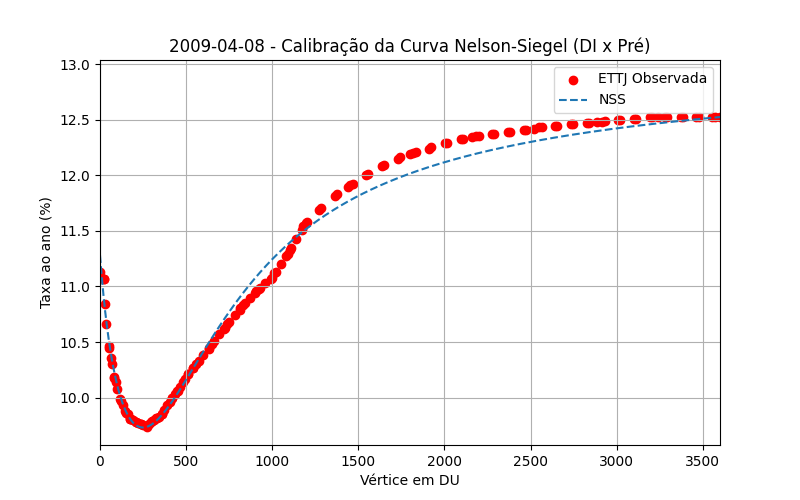 2009-04-08 - Calibração da Curva Nelson-Siegel (DI x Pré)
ETTJ Observada
NSS
Taxa ao ano (%)
13.0
12.5
12.0
11.5
11.0
10.5
10.0
0 500 1000 1500 2000 2500 3000 3500
Vértice em DU